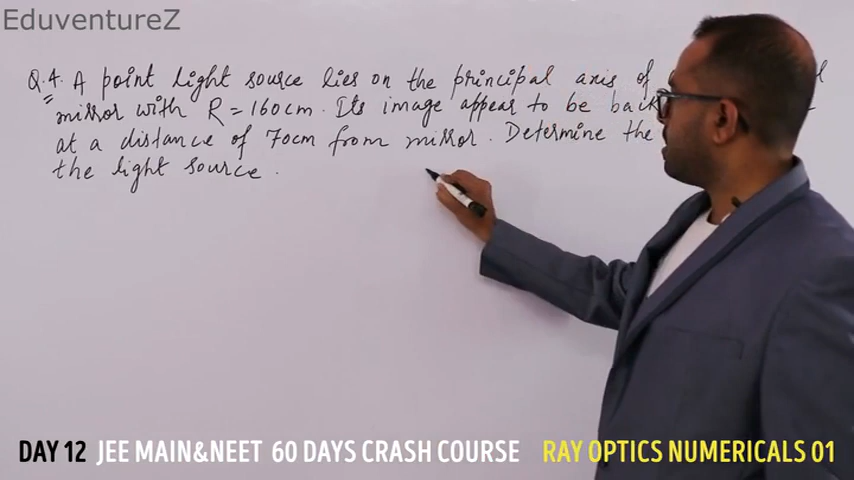 EduventureZ
Q.4. A point light source lies on the principal axis of
mirror with R = 160cm. Its image appear to be back
at a distance of 70cm from mirror. Determine the
the light source.
DAY 12 JEE MAIN&NEET 60 DAYS CRASH COURSE RAY OPTICS NUMERICALS 01